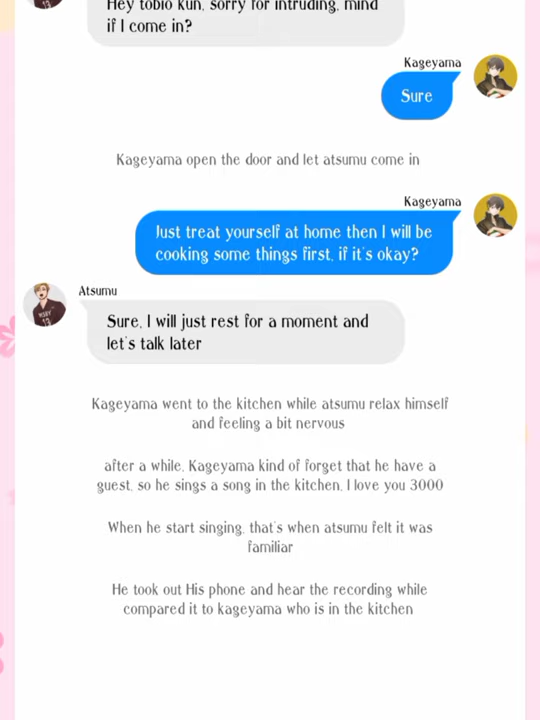 Hey tobio kun, sorry for intruding, mind
if I come in?
Kageyama
Sure
Kageyama open the door and let atsumu come in
Kageyama
Just treat yourself at home then I will be
cooking some things first, if it's okay?
Atsumu
Sure, I will just rest for a moment and
let's talk later
Kageyama went to the kitchen while atsumu relax himself
and feeling a bit nervous
after a while, Kageyama kind of forget that he have a
guest, so he sings a song in the kitchen, I love you 3000
When he start singing, that's when atsumu felt it was
familiar
He took out His phone and hear the recording while
compared it to kageyama who is in the kitchen